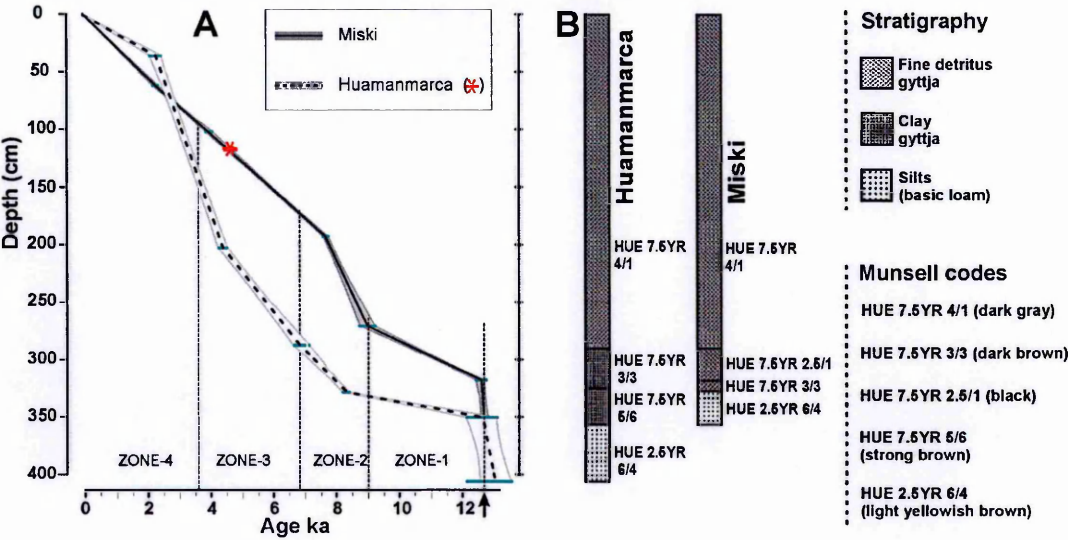 A
Miski
Huamanmarca (*)
Depth (cm)
0
50
100
150
200
250
300
350
400
ZONE-4
ZONE-3
ZONE-2
ZONE-1
0
2
4
6
8
10
12
Age ka
B
Huamanmarca
HUE 7.5YR
4/1
HUE 7.5YR
3/3
HUE 7.5YR
5/6
HUE 2.5YR
6/4
Miski
HUE 7.5YR
4/1
HUE 7.5YR 2.5/1
HUE 7.5YR 3/3
HUE 2.5YR 6/4
Stratigraphy
Fine detritus
gyttja
Clay
gyttja
Silts
(basic loam)
Munsell codes
HUE 7.5YR 4/1 (dark gray)
HUE 7.5YR 3/3 (dark brown)
HUE 7.5YR 2.5/1 (black)
HUE 7.5YR 5/6
(strong brown)
HUE 2.5YR 6/4
(light yellowish brown)